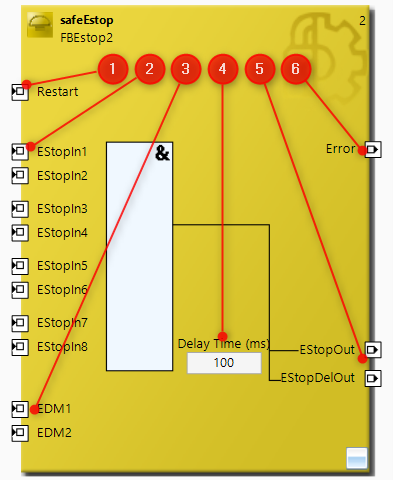 safeEstop 2
FBEstop2
1 2 3 4 5 6
Restart
EStopIn1 & Error
EStopIn2
EStopIn3
EStopIn4
EStopIn5
EStopIn6
EStopIn7
Delay Time (ms)
EStopIn8 EStopOut
100
EStopDelOut
EDM1
EDM2